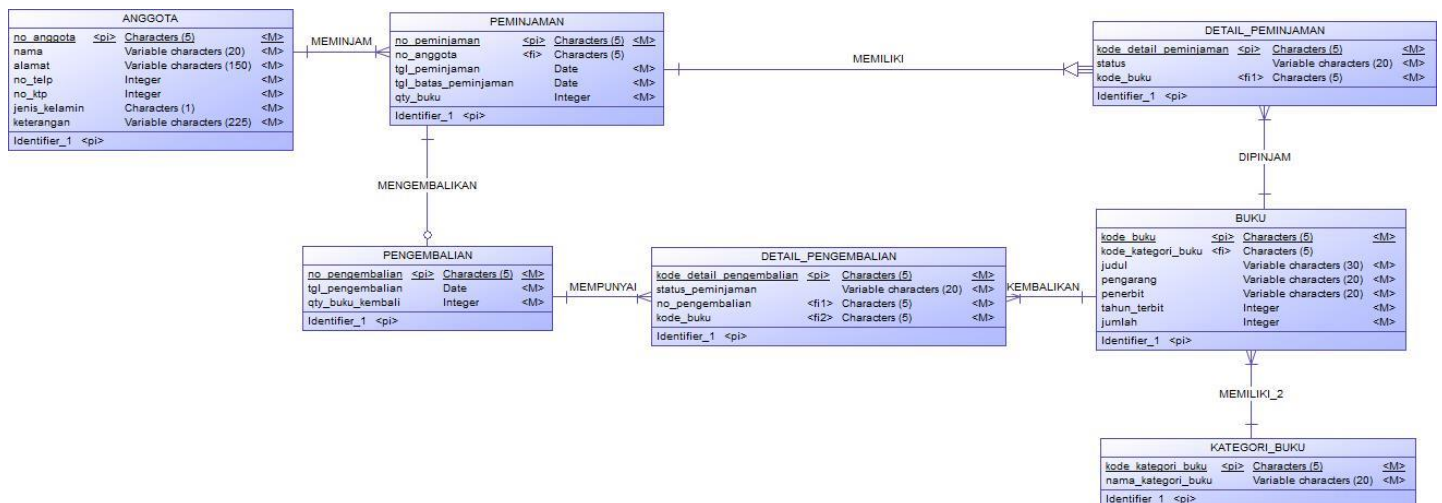 ANGGOTA
no_anggota <pi> Characters (5) <M>
nama Variable characters (20) <M>
alamat Variable characters (150) <M>
no_telp Integer <M>
no_ktp Integer <M>
jenis_kelamin Characters (1) <M>
keterangan Variable characters (225) <M>
Identifier_1 <pi>
MEMINJAM
PEMINJAMAN
no_peminjaman <pi> Characters (5) <M>
no_anggota <fi> Characters (5)
tgl_peminjaman Date <M>
tgl_batas_peminjaman Date <M>
qty_buku Integer <M>
Identifier_1 <pi>
MEMILIKI
DETAIL_PEMINJAMAN
kode_detail_peminjaman <pi> Characters (5) <M>
status Variable characters (20) <M>
kode_buku <fi1> Characters (5) <M>
Identifier_1 <pi>
MENGEMBALIKAN
DIPINJAM
PENGEMBALIAN
no_pengembalian <pi> Characters (5) <M>
tgl_pengembalian Date <M>
qty_buku_kembali Integer <M>
Identifier_1 <pi>
MEMPUNYAI
DETAIL_PENGEMBALIAN
kode_detail_pengembalian <pi> Characters (5) <M>
status_peminjaman Variable characters (20) <M>
no_pengembalian <fi1> Characters (5)
kode_buku <fi2> Characters (5)
Identifier_1 <pi>
KEMBALIKAN
BUKU
kode_buku <pi> Characters (5) <M>
kode_kategori_buku <fi> Characters (5)
judul Variable characters (30) <M>
pengarang Variable characters (20) <M>
penerbit Variable characters (20) <M>
tahun_terbit Integer <M>
jumlah Integer <M>
Identifier_1 <pi>
MEMILIKI_2
KATEGORI_BUKU
kode_kategori_buku <pi> Characters (5) <M>
nama_kategori_buku Variable characters (20) <M>
Identifier_1 <pi>